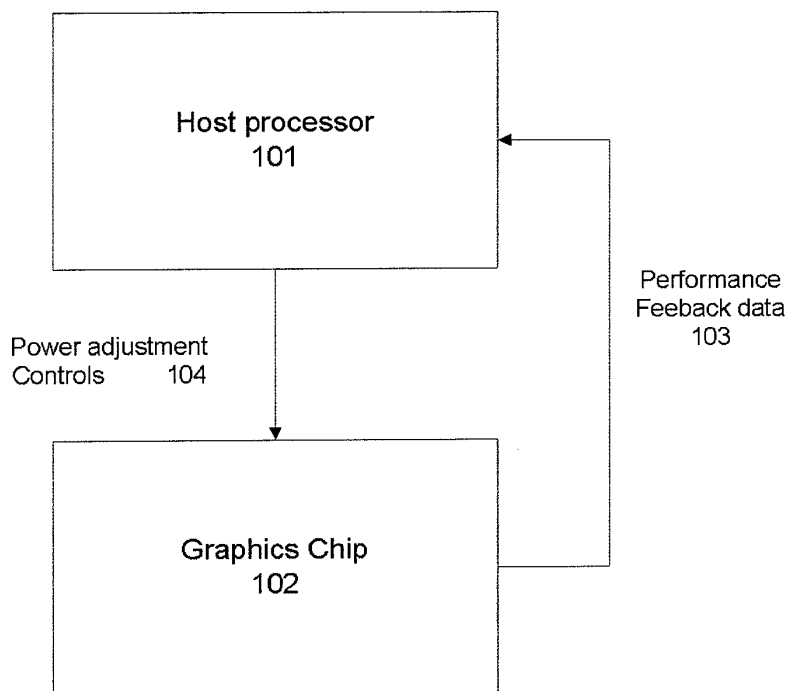 Host processor
101
Performance
Feeback data
103
Power adjustment
Controls 104
Graphics Chip
102